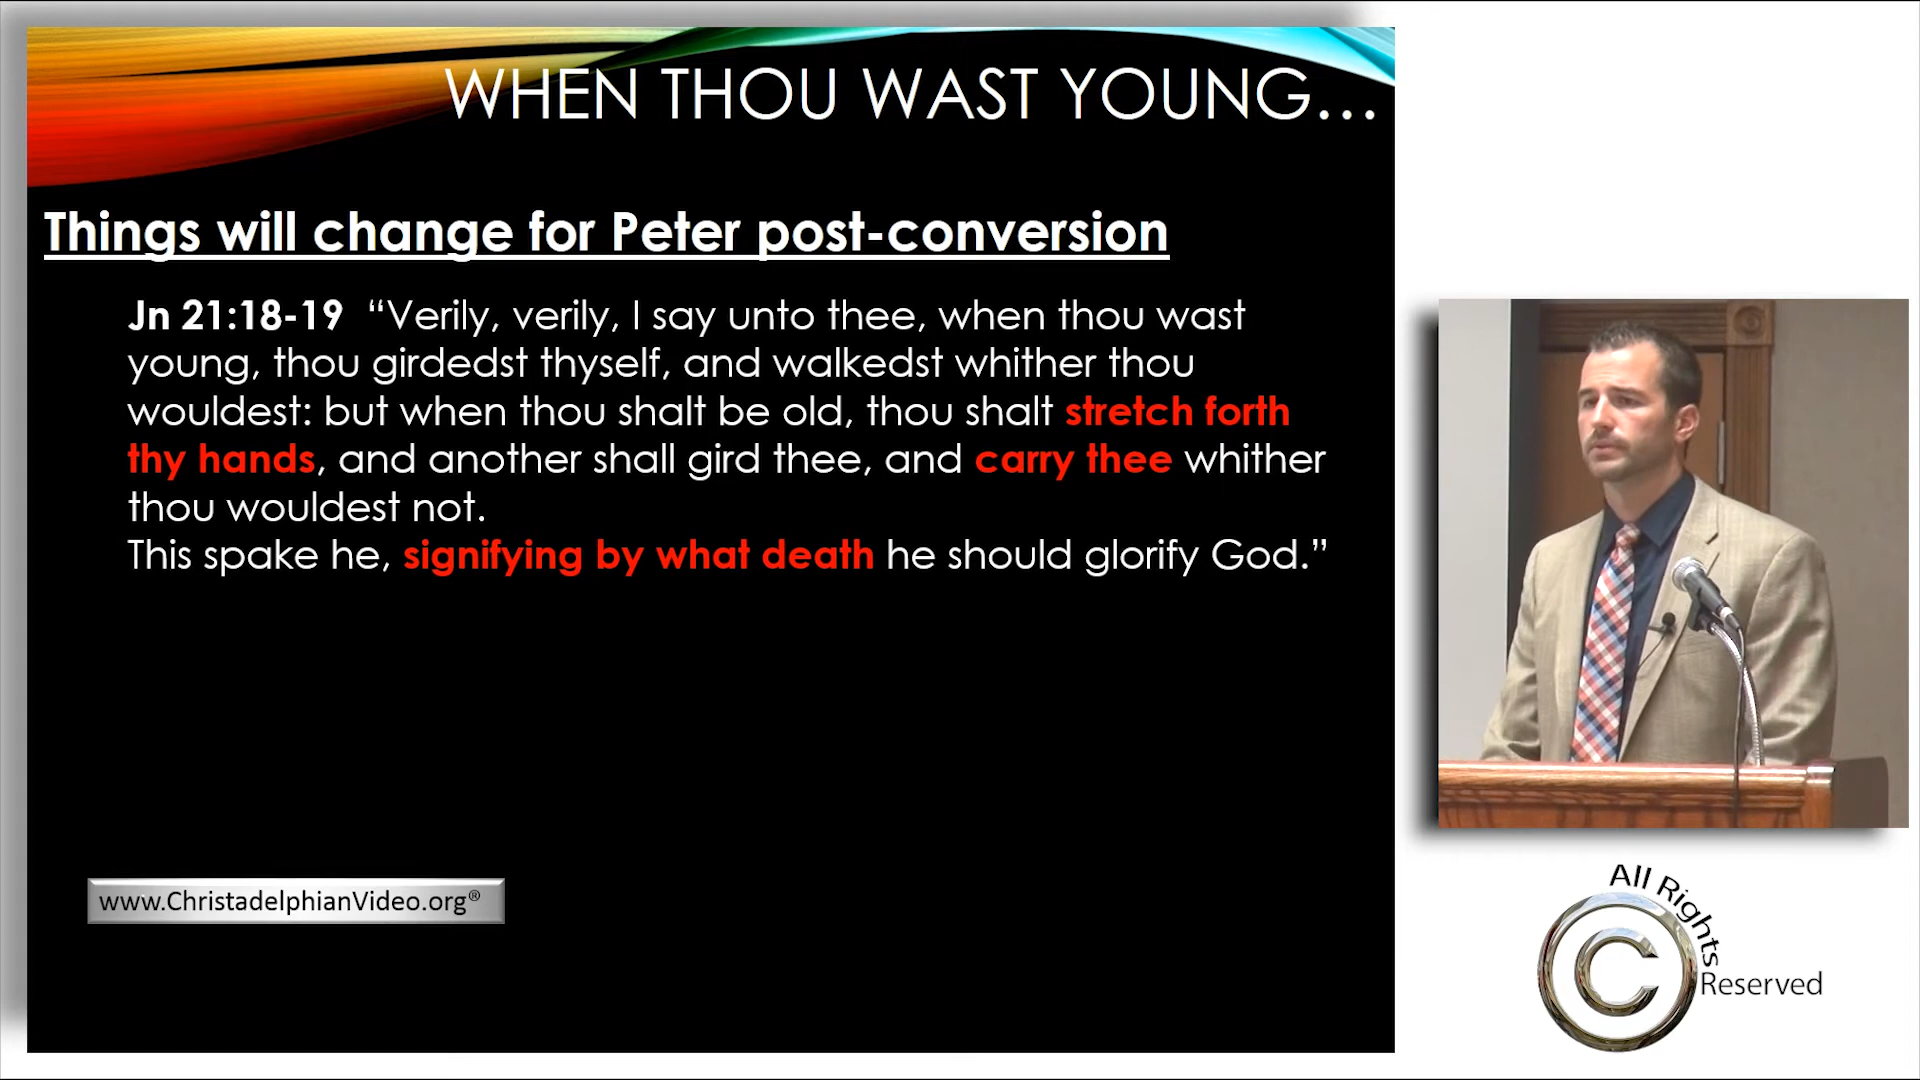 WHEN THOU WAST YOUNG…
Things will change for Peter post-conversion
Jn 21:18-19 “Verily, verily, I say unto thee, when thou wast
young, thou girdedst thyself, and walkedst whither thou
wouldest: but when thou shalt be old, thou shalt stretch forth
thy hands, and another shall gird thee, and carry thee whither
thou wouldest not.
This spake he, signifying by what death he should glorify God.”
www.ChristadelphianVideo.org®
All Rights
Reserved
C